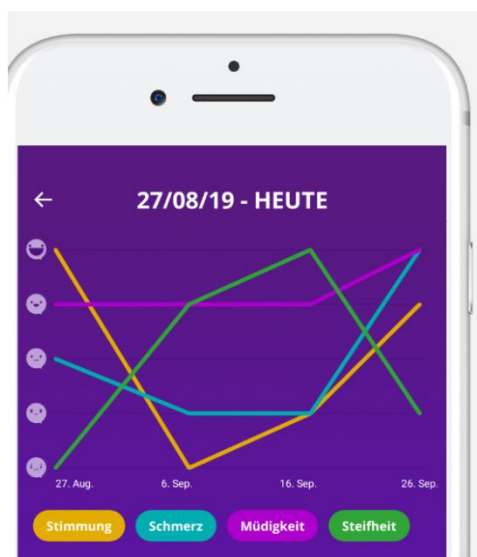 27/08/19 - HEUTE
27. Aug. 6. Sep. 16. Sep. 26. Sep.
Stimmung Schmerz Müdigkeit Steifheit